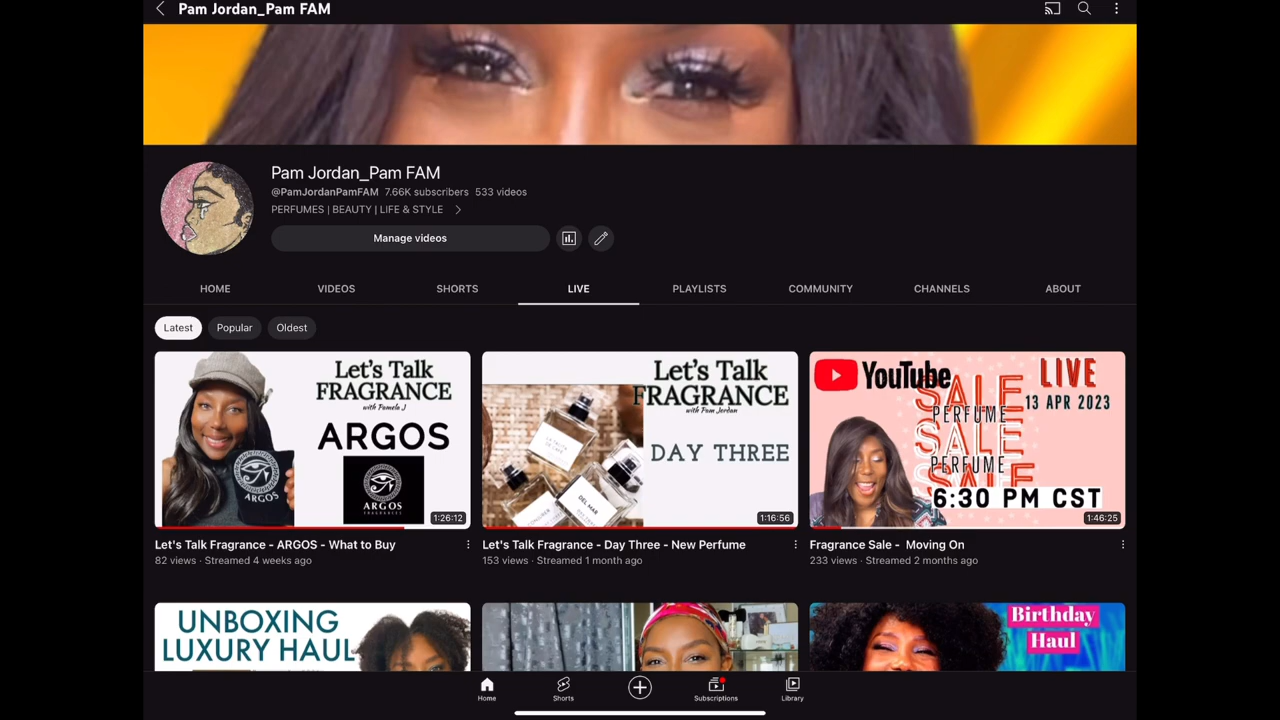 Pam Jordan_Pam FAM
Pam Jordan_Pam FAM
@PamJordanPamFAM 7.66K subscribers 533 videos
PERFUMES | BEAUTY | LIFE & STYLE
Manage videos
HOME VIDEOS SHORTS LIVE PLAYLISTS COMMUNITY CHANNELS ABOUT
Latest Popular Oldest
Let's Talk
FRAGRANCE
with Pamela J
ARGOS
ARGOS
ARGOS
FRAGRANCES
1:26:12
Let's Talk Fragrance - ARGOS - What to Buy
82 views · Streamed 4 weeks ago
Let's Talk
FRAGRANCE
with Pam Jordan
DAY THREE
DEL MAR
1:16:56
Let's Talk Fragrance - Day Three - New Perfume
153 views · Streamed 1 month ago
YouTube
LIVE
13 APR 2023
SALE
PERFUME
SALE
PERFUME
SALE
6:30 PM CST
1:46:25
Fragrance Sale - Moving On
233 views · Streamed 2 months ago
UNBOXING
LUXURY HAUL
Birthday
Haul
Home Shorts Subscriptions Library